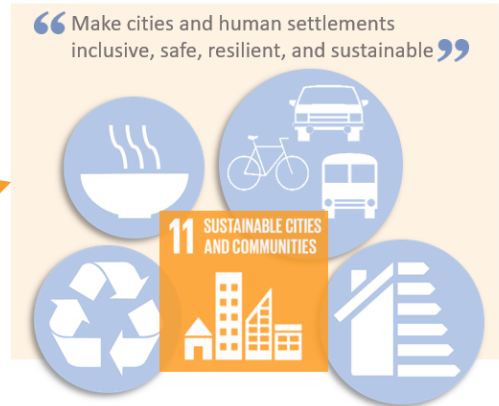 “ Make cities and human settlements
inclusive, safe, resilient, and sustainable ”
11 SUSTAINABLE CITIES
AND COMMUNITIES